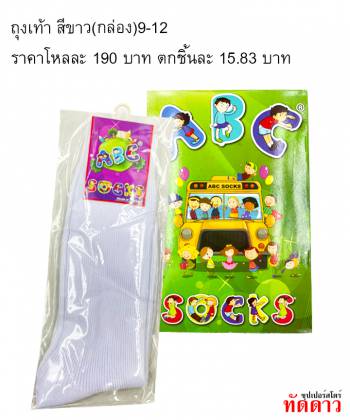 ถุงเท้า สีขาว(กล่อง)9-12
ราคาโหลละ 190 บาท ตกชิ้นละ 15.83 บาท
ABC
SOCKS
ABC
®
ABC SOCKS
SOCKS
ซุปเปอร์สโตร์
ทัดดาว